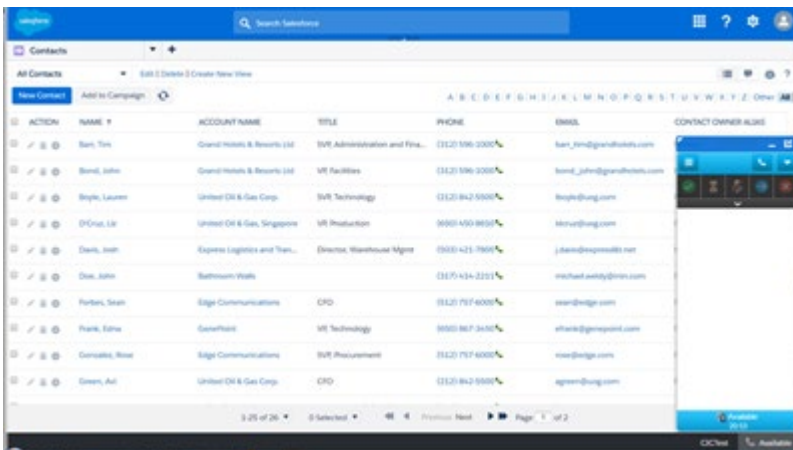 salesforce
Search Salesforce
Contacts
All Contacts Edit | Delete | Create New View
New Contact Add to Campaign
A B C D E F G H I J K L M N O P Q R S T U V W X Y Z Other All
ACTION NAME ACCOUNT NAME TITLE PHONE EMAIL CONTACT OWNER ALIAS
Barr, Tim Grand Hotels & Resorts Ltd SVP, Administration and Fina... (312) 596-1000 barr_tim@grandhotels.com
Bond, John Grand Hotels & Resorts Ltd VP, Facilities (312) 596-1000 bond_john@grandhotels.com
Boyle, Lauren United Oil & Gas Corp. SVP, Technology (212) 842-5500 lboyle@uog.com
D'Cruz, Liz United Oil & Gas, Singapore VP, Production (650) 450-8810 ldcruz@uog.com
Davis, Josh Express Logistics and Tran... Director, Warehouse Mgmt (503) 421-7800 j.davis@expressl&t.net
Doe, John Bathroom Walls (317) 414-2211
Forbes, Sean Edge Communications CFO (512) 757-6000 sean@edge.com
Frank, Edna GenePoint VP, Technology (650) 867-3450 efrank@genepoint.com
Gonzalez, Rose Edge Communications SVP, Procurement (512) 757-6000 rose@edge.com
Green, Avi United Oil & Gas Corp. CFO (212) 842-5500 agreen@uog.com
1-25 of 26 0 Selected Previous Next Page 1 of 2
Available
20:53
CICTest Available